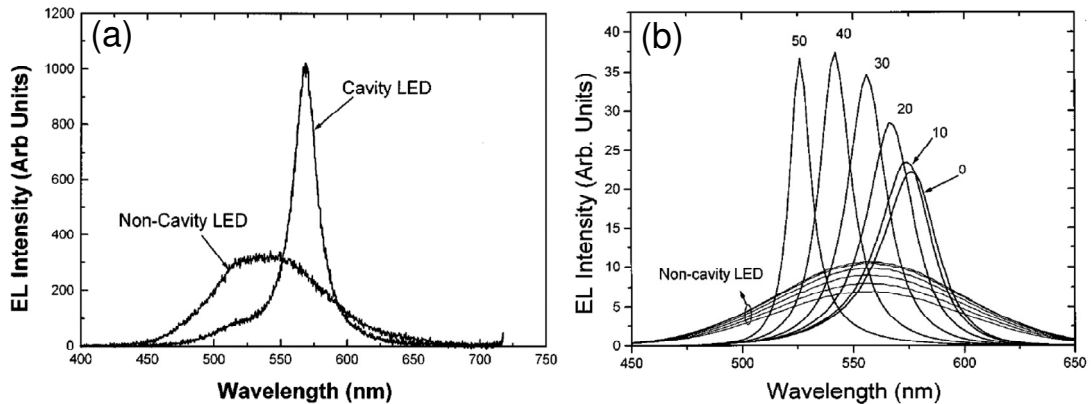 (a)
EL Intensity (Arb Units)
1200
1000
800
600
400
200
0
Cavity LED
Non-Cavity LED
400 450 500 550 600 650 700 750
Wavelength (nm)
(b)
EL Intensity (Arb. Units)
40
35
30
25
20
15
10
5
0
50
40
30
20
10
0
Non-cavity LED
450 500 550 600 650
Wavelength (nm)